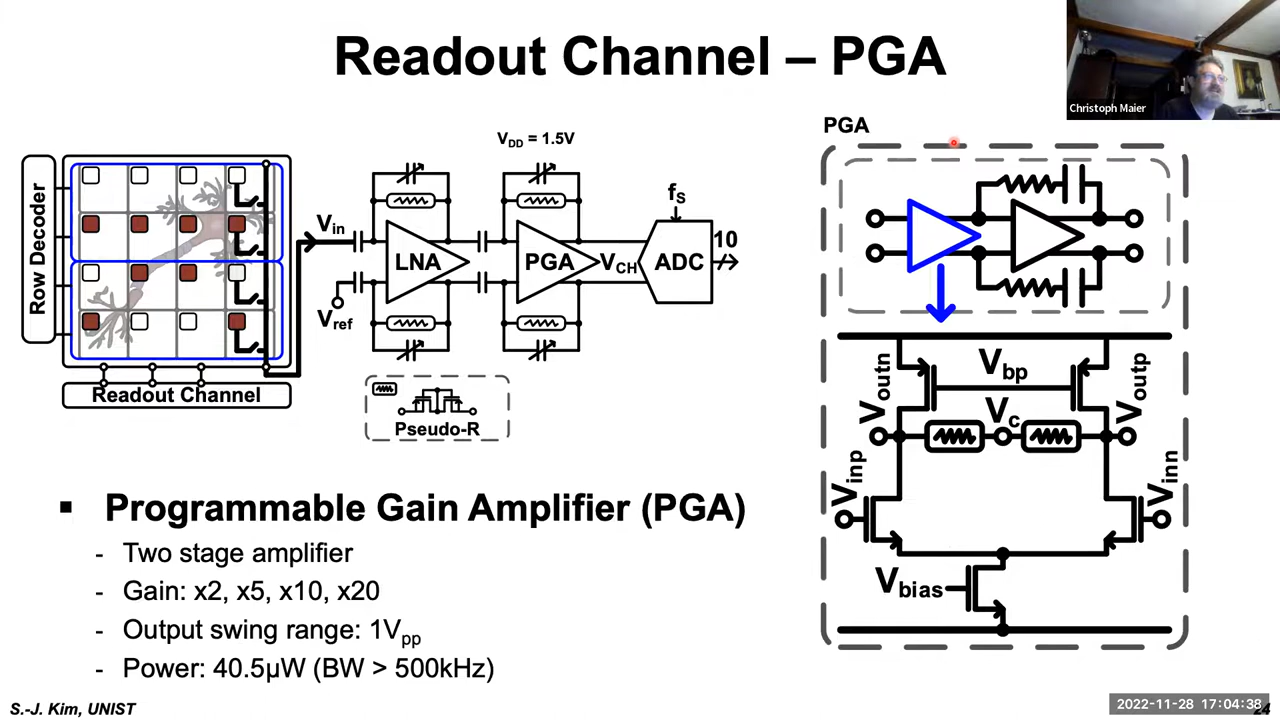 Readout Channel – PGA
Christoph Maier
Row Decoder
Readout Channel
Vin
Vref
LNA
VDD = 1.5V
PGA
VCH
fS
ADC
10
Pseudo-R
PGA
Vbp
Voutn
Vc
Voutp
Vinp
Vinn
Vbias
▪ Programmable Gain Amplifier (PGA)
- Two stage amplifier
- Gain: x2, x5, x10, x20
- Output swing range: 1Vpp
- Power: 40.5µW (BW > 500kHz)
S.-J. Kim, UNIST
2022-11-28 17:04:38
24